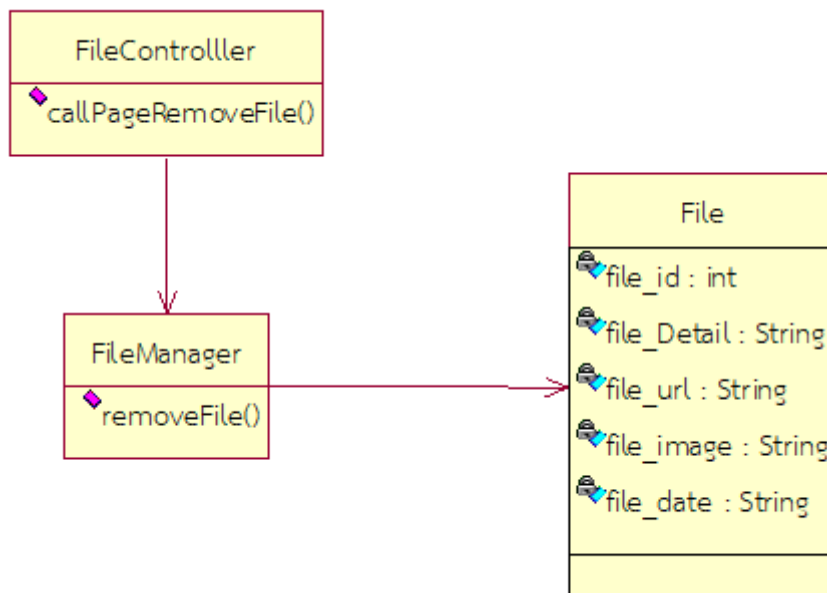 FileControlller
callPageRemoveFile()
FileManager
removeFile()
File
file_id : int
file_Detail : String
file_url : String
file_image : String
file_date : String